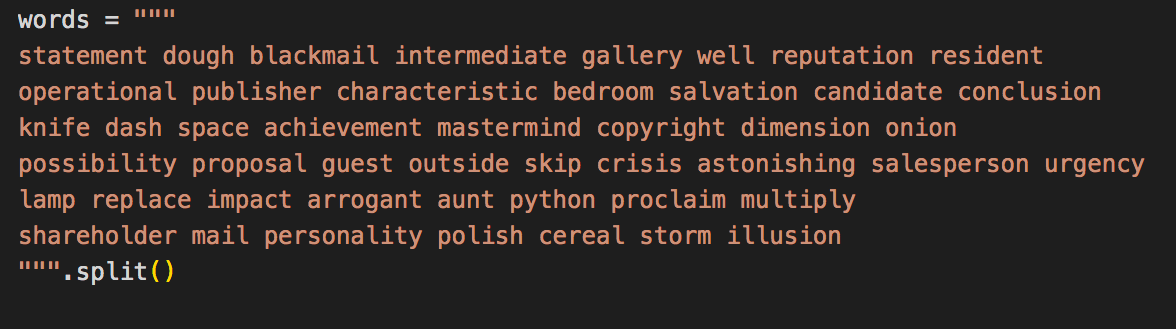 words = """
statement dough blackmail intermediate gallery well reputation resident
operational publisher characteristic bedroom salvation candidate conclusion
knife dash space achievement mastermind copyright dimension onion
possibility proposal guest outside skip crisis astonishing salesperson urgency
lamp replace impact arrogant aunt python proclaim multiply
shareholder mail personality polish cereal storm illusion
""".split()